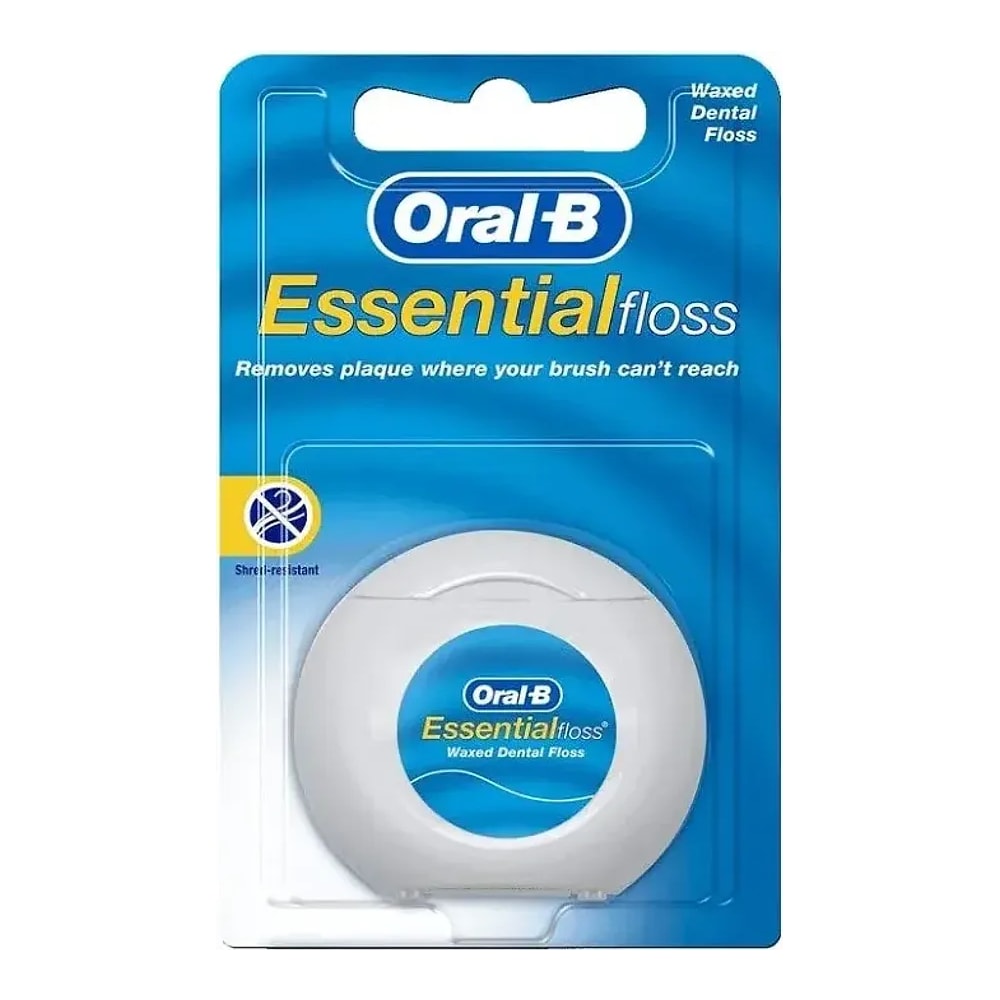 Waxed
Dental
Floss
Oral-B
Essentialfloss
Removes plaque where your brush can't reach
Shred-resistant
Oral-B
Essentialfloss®
Waxed Dental Floss